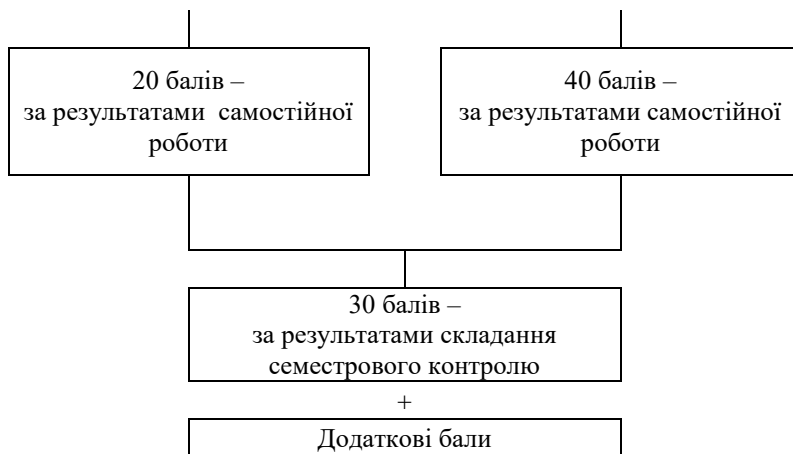 20 балів –
за результатами самостійної
роботи
40 балів –
за результатами самостійної
роботи
30 балів –
за результатами складання
семестрового контролю
+
Додаткові бали